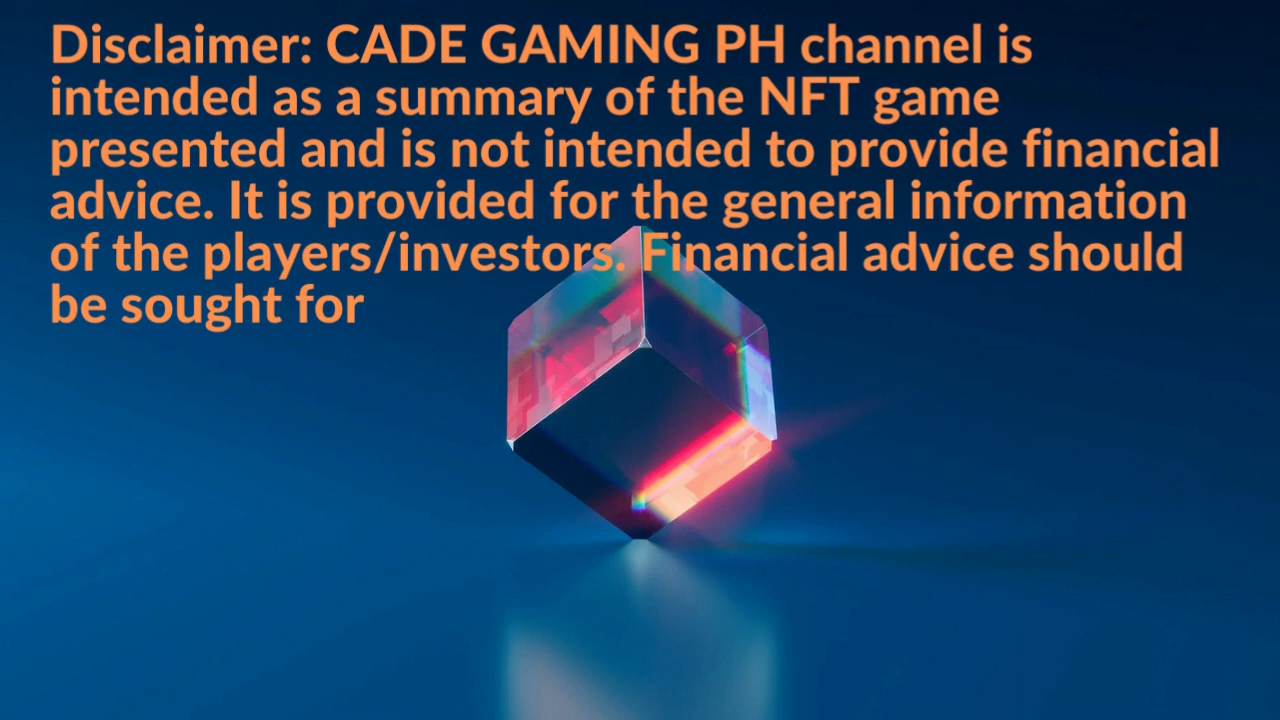 Disclaimer: CADE GAMING PH channel is
intended as a summary of the NFT game
presented and is not intended to provide financial
advice. It is provided for the general information
of the players/investors. Financial advice should
be sought for